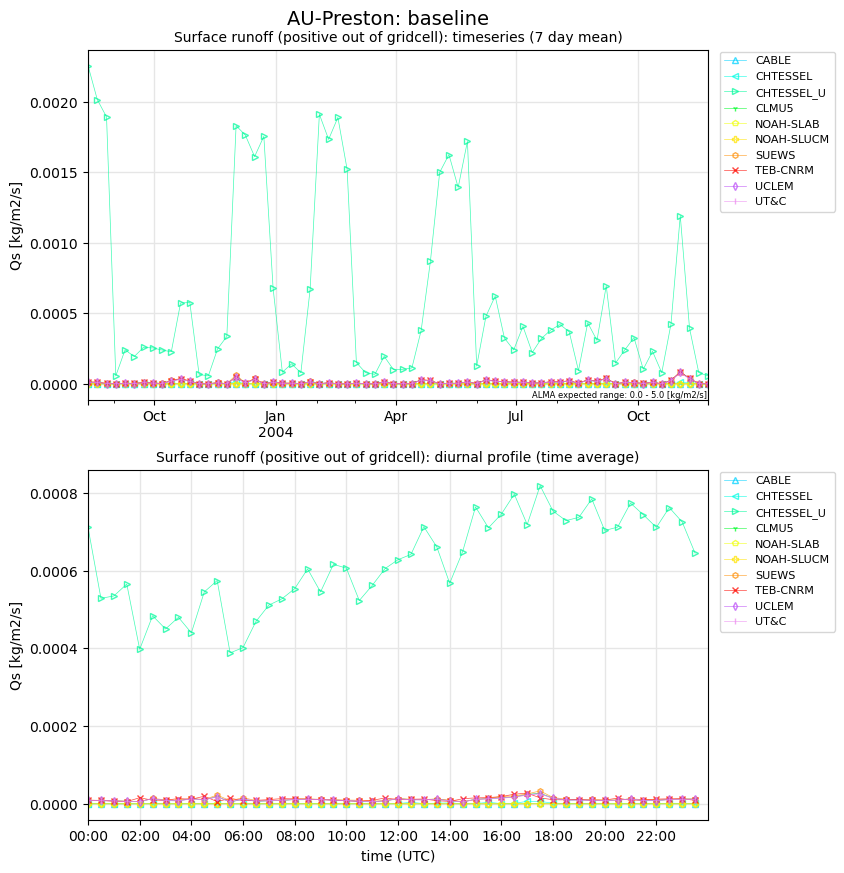 AU-Preston: baseline
Surface runoff (positive out of gridcell): timeseries (7 day mean)
Qs [kg/m2/s]
0.0020
0.0015
0.0010
0.0005
0.0000
Oct
Jan
2004
Apr
Jul
Oct
ALMA expected range: 0.0 - 5.0 [kg/m2/s]
CABLE
CHTESSEL
CHTESSEL_U
CLMU5
NOAH-SLAB
NOAH-SLUCM
SUEWS
TEB-CNRM
UCLEM
UT&C
Surface runoff (positive out of gridcell): diurnal profile (time average)
Qs [kg/m2/s]
0.0008
0.0006
0.0004
0.0002
0.0000
00:00
02:00
04:00
06:00
08:00
10:00
12:00
14:00
16:00
18:00
20:00
22:00
time (UTC)
CABLE
CHTESSEL
CHTESSEL_U
CLMU5
NOAH-SLAB
NOAH-SLUCM
SUEWS
TEB-CNRM
UCLEM
UT&C